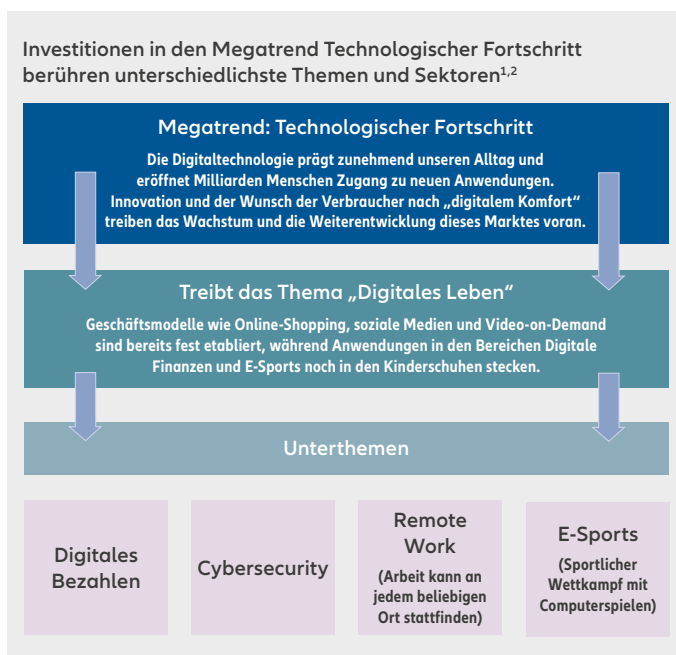 Investitionen in den Megatrend Technologischer Fortschritt
berühren unterschiedlichste Themen und Sektoren1,2
Megatrend: Technologischer Fortschritt
Die Digitaltechnologie prägt zunehmend unseren Alltag und
eröffnet Milliarden Menschen Zugang zu neuen Anwendungen.
Innovation und der Wunsch der Verbraucher nach „digitalem Komfort“
treiben das Wachstum und die Weiterentwicklung dieses Marktes voran.
Treibt das Thema „Digitales Leben“
Geschäftsmodelle wie Online-Shopping, soziale Medien und Video-on-Demand
sind bereits fest etabliert, während Anwendungen in den Bereichen Digitale
Finanzen und E-Sports noch in den Kinderschuhen stecken.
Unterthemen
Digitales
Bezahlen
Cybersecurity
Remote
Work
(Arbeit kann an
jedem beliebigen
Ort stattfinden)
E-Sports
(Sportlicher
Wettkampf mit
Computerspielen)